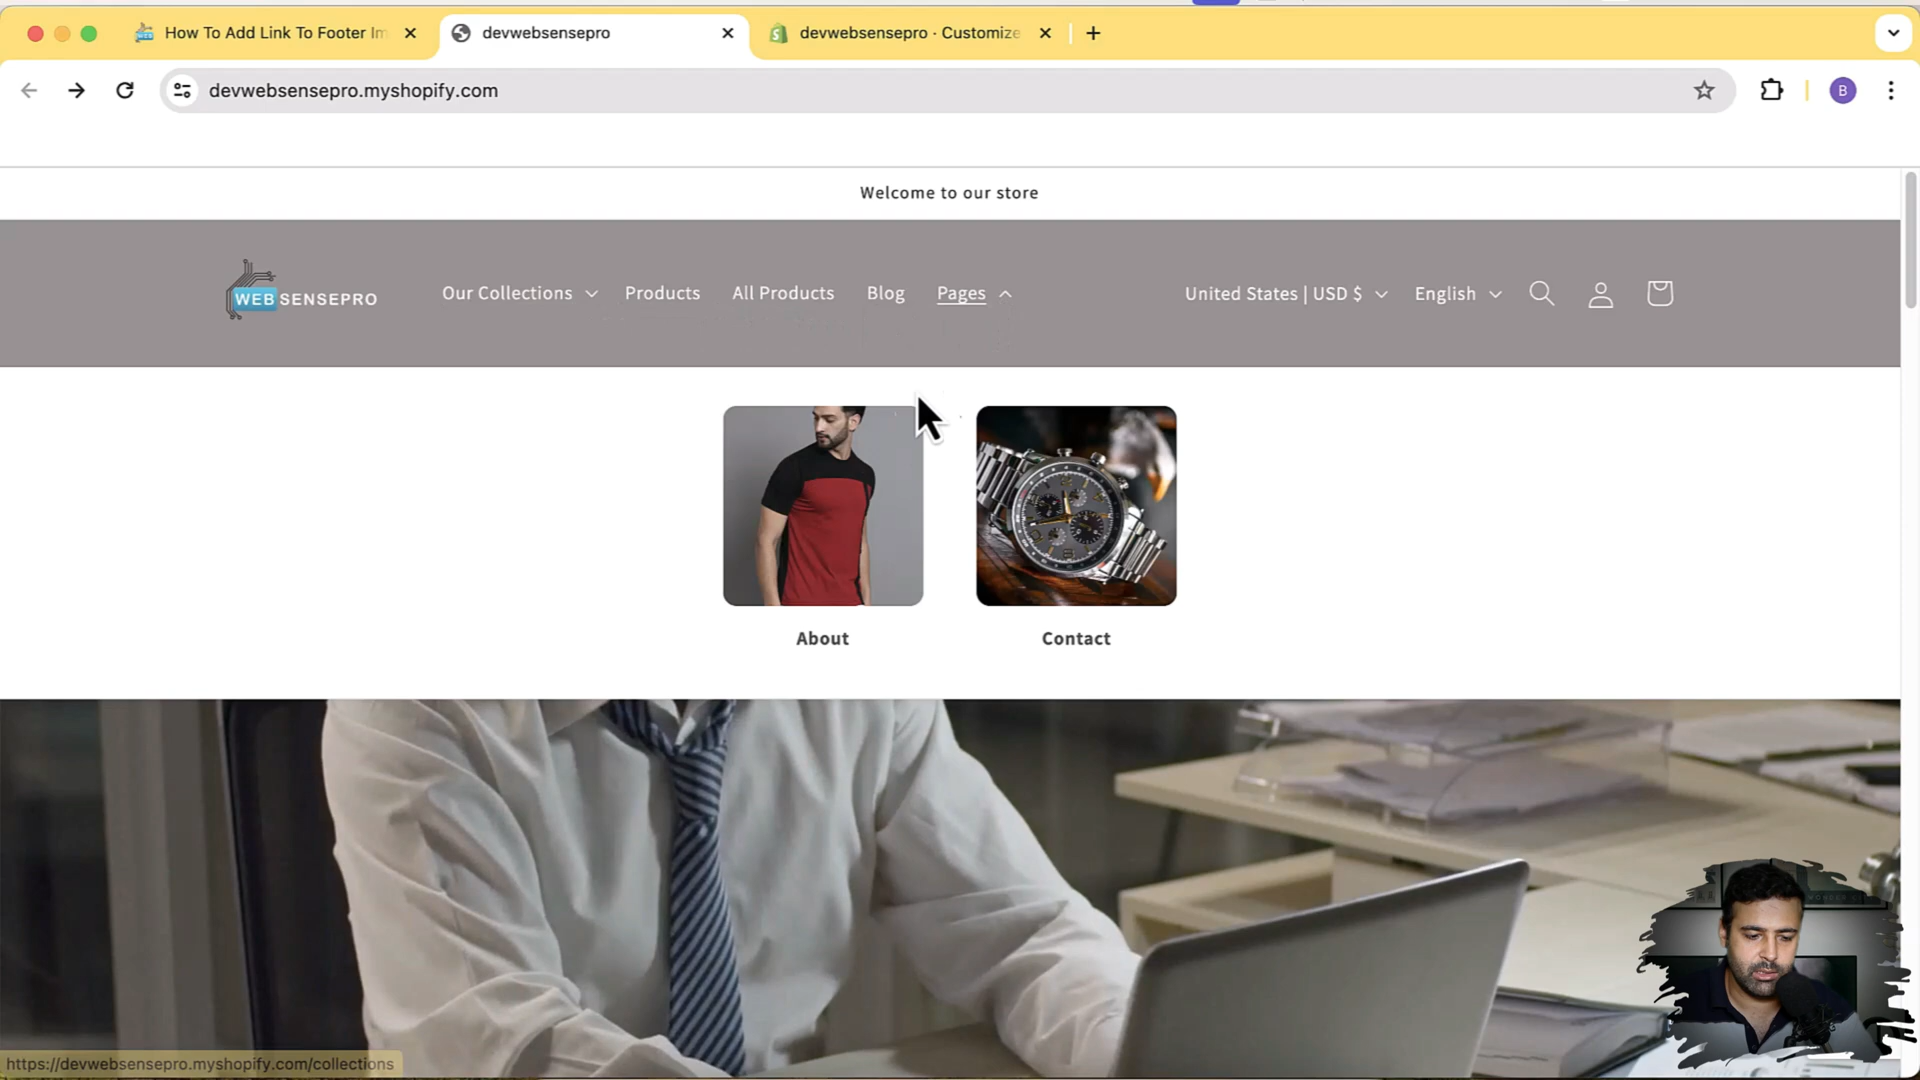 How To Add Link To Footer Im
devwebsensepro
devwebsensepro · Customize
devwebsensepro.myshopify.com
B
Welcome to our store
WEB SENSEPRO
Our Collections
Products
All Products
Blog
Pages
United States | USD $
English
About
Contact
https://devwebsensepro.myshopify.com/collections